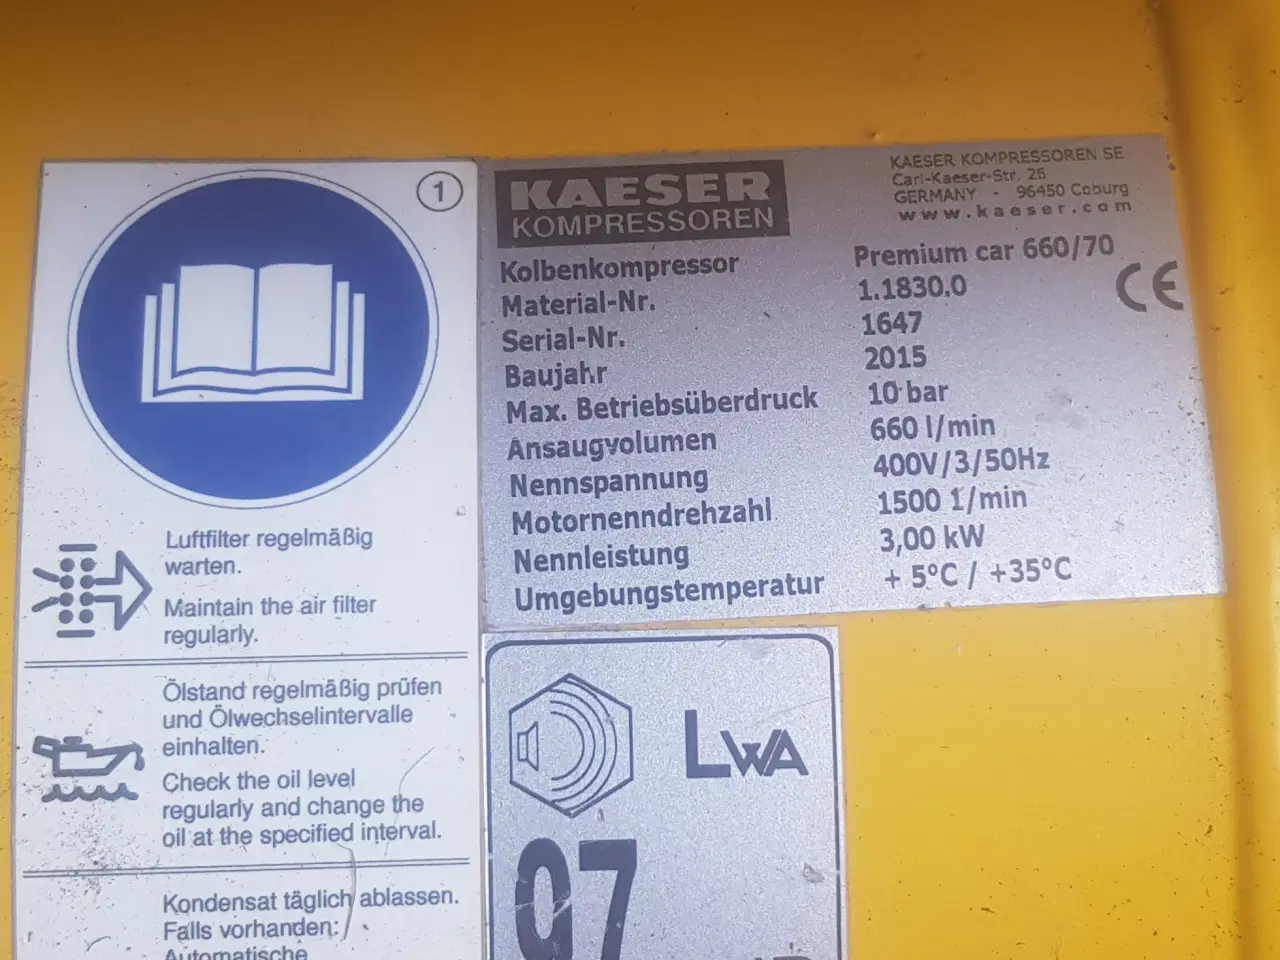 1
Luftfilter regelmäßig
warten.
Maintain the air filter
regularly.
Ölstand regelmäßig prüfen
und Ölwechselintervalle
einhalten.
Check the oil level
regularly and change the
oil at the specified interval.
Kondensat täglich ablassen.
Falls vorhanden:
Automatische
KAESER
KOMPRESSOREN
KAESER KOMPRESSOREN SE
Carl-Kaeser-Str. 26
GERMANY - 96450 Coburg
www.kaeser.com
Kolbenkompressor Premium car 660/70
Material-Nr. 1.1830.0
Serial-Nr. 1647
Baujahr 2015
Max. Betriebsüberdruck 10 bar
Ansaugvolumen 660 l/min
Nennspannung 400V/3/50Hz
Motornenndrehzahl 1500 1/min
Nennleistung 3,00 kW
Umgebungstemperatur + 5°C / +35°C
CE
LWA
97